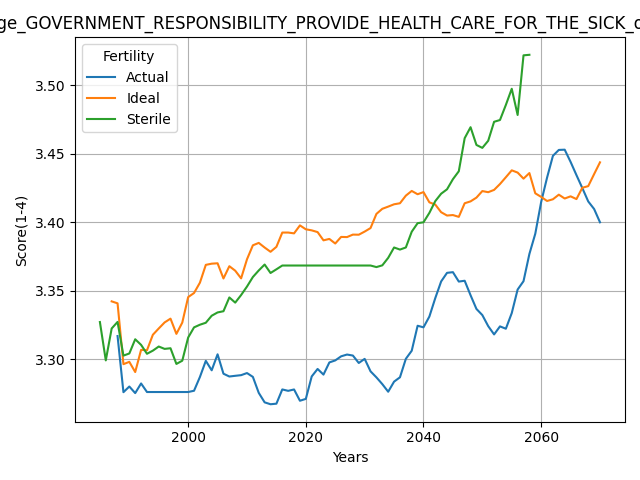 ge_GOVERNMENT_RESPONSIBILITY_PROVIDE_HEALTH_CARE_FOR_THE_SICK_
Fertility
Actual
Ideal
Sterile
Score(1-4)
3.50
3.45
3.40
3.35
3.30
2000 2020 2040 2060
Years